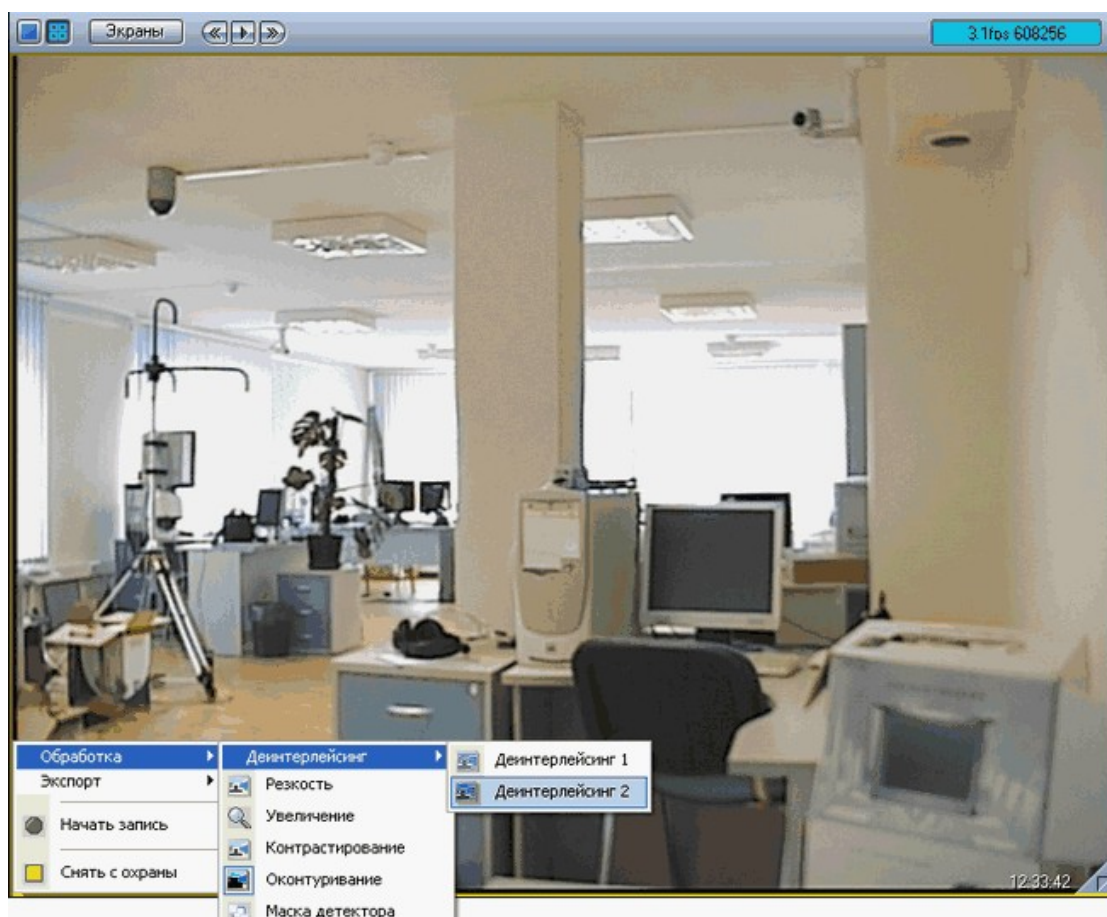 Экраны
3.1fps 608256
Обработка
Экспорт
Начать запись
Снять с охраны
Деинтерлейсинг
Резкость
Увеличение
Контрастирование
Оконтуривание
Маска детектора
Деинтерлейсинг 1
Деинтерлейсинг 2
12:33:42